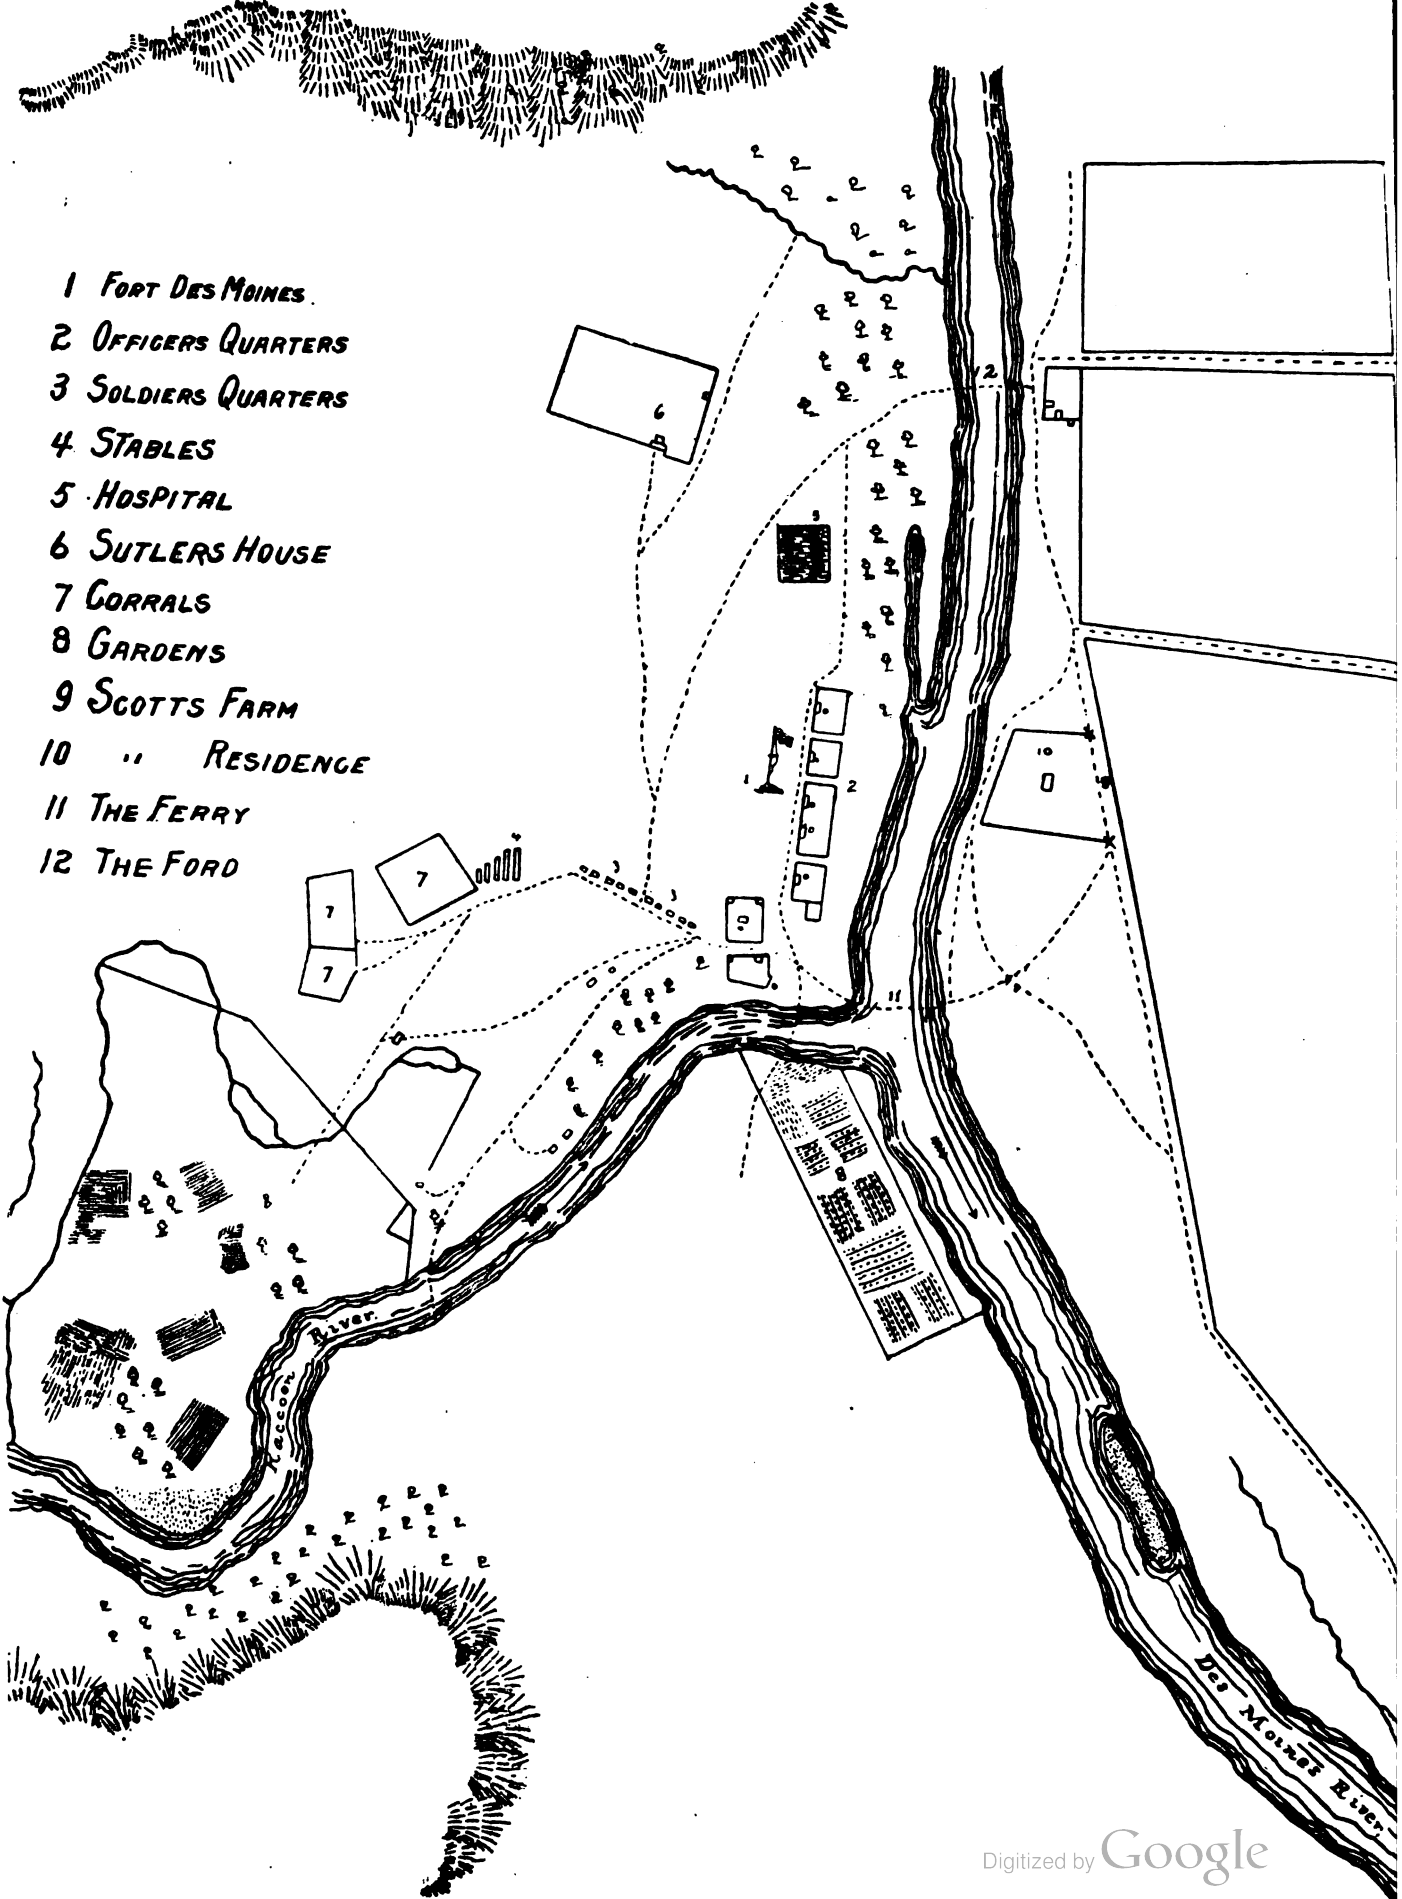 1 FORT DES MOINES.
2 OFFICERS QUARTERS
3 SOLDIERS QUARTERS
4 STABLES
5 HOSPITAL
6 SUTLERS HOUSE
7 CORRALS
8 GARDENS
9 SCOTTS FARM
10 " RESIDENCE
11 THE FERRY
12 THE FORD
12
6
5
10
1
2
4
7
3
7
3
7
11
8
8
River
Raccoon
Des Moines River
Digitized by Google